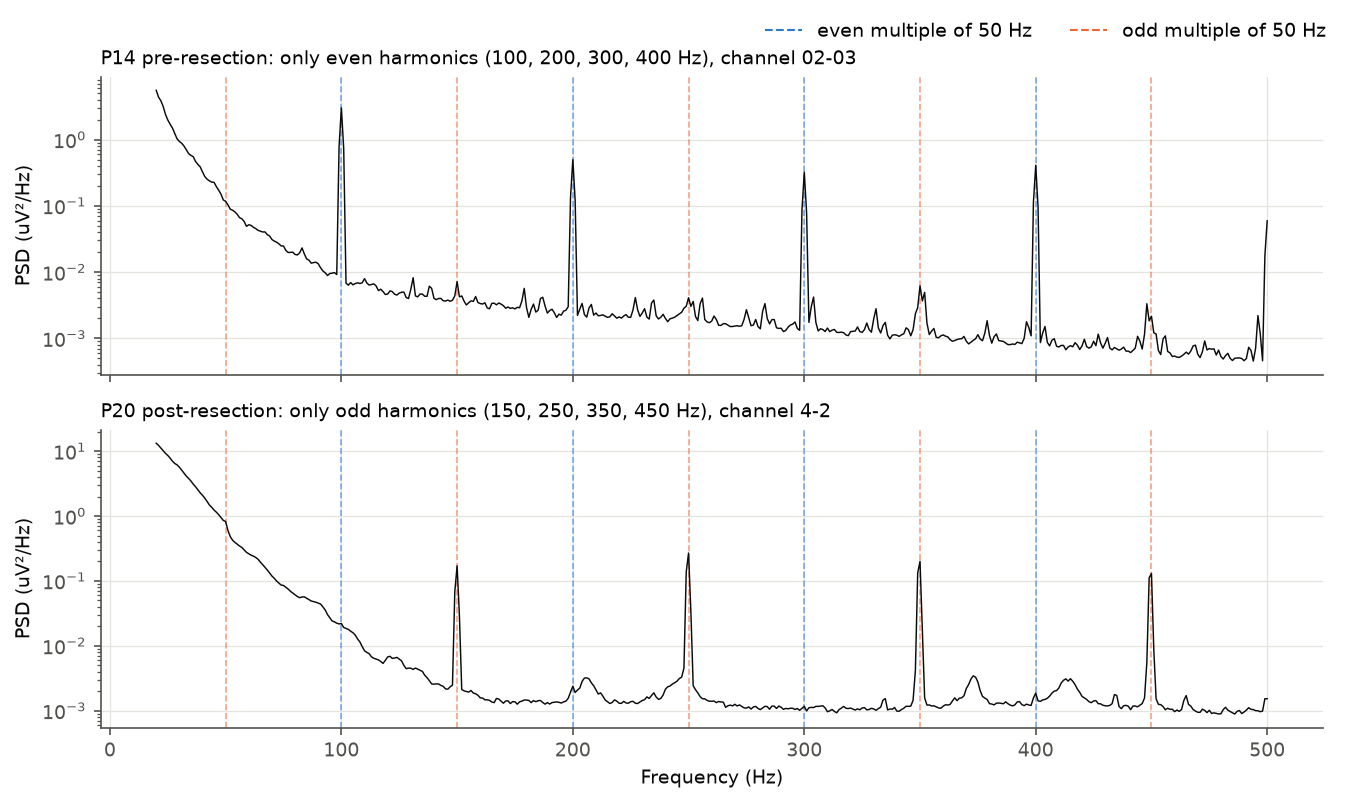 even multiple of 50 Hz odd multiple of 50 Hz
P14 pre-resection: only even harmonics (100, 200, 300, 400 Hz), channel 02-03
PSD (uV²/Hz)
10⁰
10⁻¹
10⁻²
10⁻³
P20 post-resection: only odd harmonics (150, 250, 350, 450 Hz), channel 4-2
PSD (uV²/Hz)
10¹
10⁰
10⁻¹
10⁻²
10⁻³
0 100 200 300 400 500
Frequency (Hz)